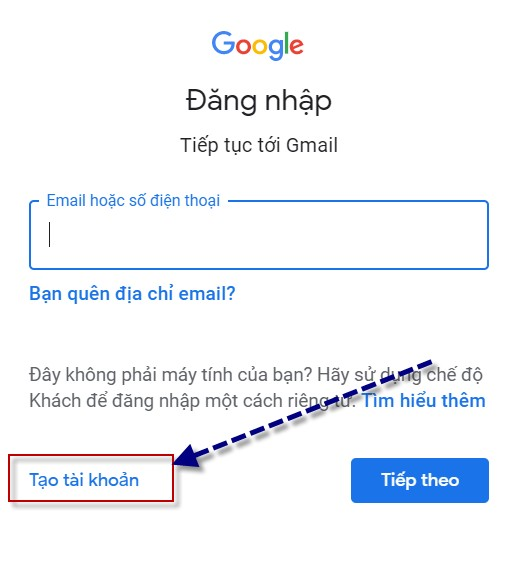 Google
Đăng nhập
Tiếp tục tới Gmail
Email hoặc số điện thoại
Bạn quên địa chỉ email?
Đây không phải máy tính của bạn? Hãy sử dụng chế độ
Khách để đăng nhập một cách riêng tư. Tìm hiểu thêm
Tạo tài khoản
Tiếp theo